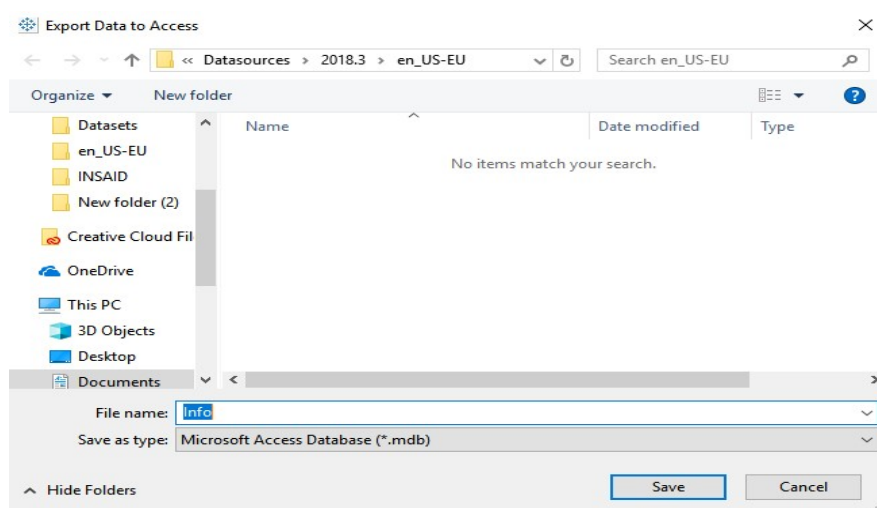 Export Data to Access
« Datasources › 2018.3 › en_US-EU
Search en_US-EU
Organize
New folder
Name
Date modified
Type
No items match your search.
Datasets
en_US-EU
INSAID
New folder (2)
Creative Cloud Fil
OneDrive
This PC
3D Objects
Desktop
Documents
File name: Info
Save as type: Microsoft Access Database (*.mdb)
Hide Folders
Save
Cancel